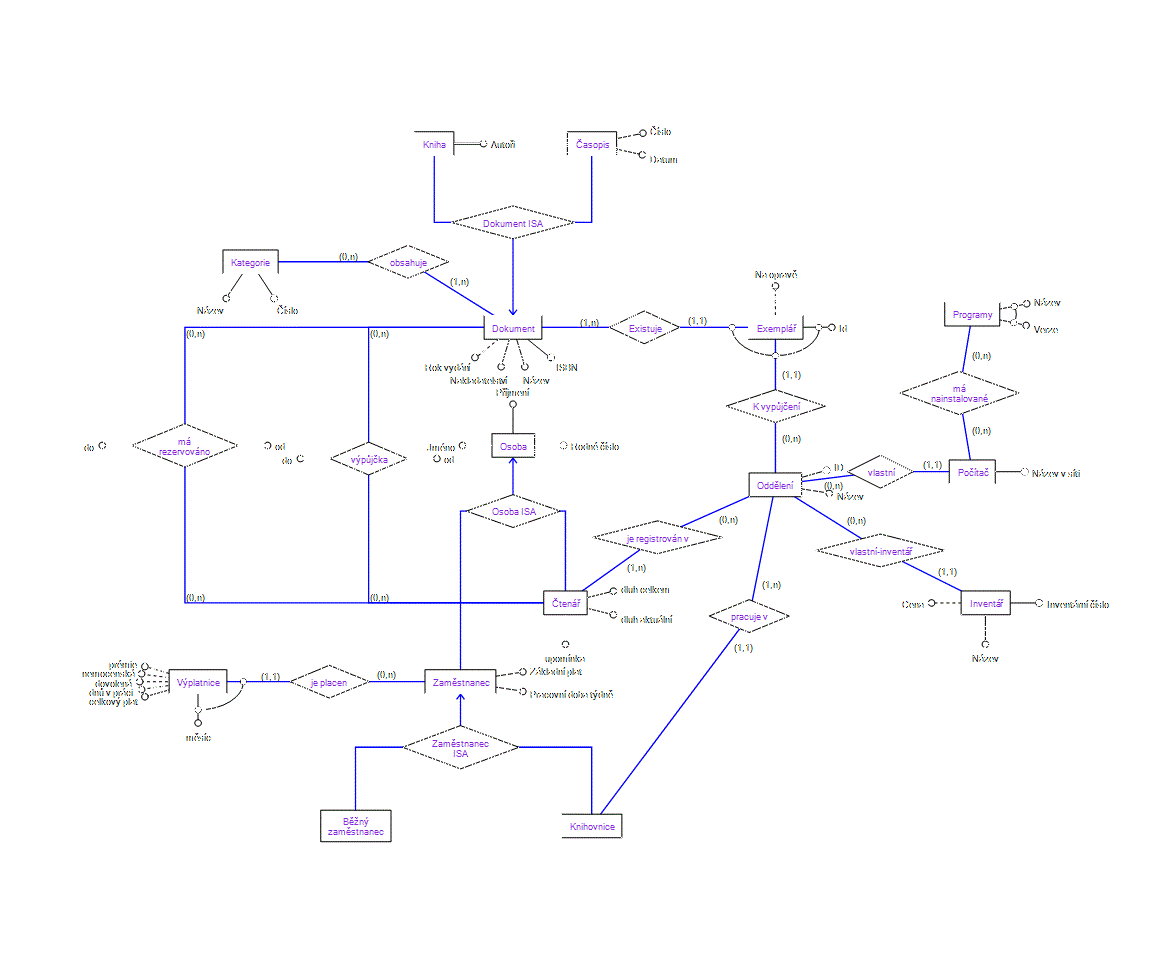 Kniha
Autoři
Časopis
Číslo
Datum
Dokument ISA
Kategorie
(0,n)
obsahuje
(1,n)
Název
Číslo
Na opravě
(0,n)
(0,n)
Dokument
(1,n)
Existuje
(1,1)
Exemplář
Id
Programy
Název
Verze
Rok vydání
Nakladatelství
Název
ISBN
(1,1)
(0,n)
Příjmení
má
nainstalované
K vypůjčení
(0,n)
(0,n)
do
má
rezervováno
od
do
výpůjčka
Jméno
od
Osoba
Rodné číslo
Oddělení
ID
Název
(0,n)
vlastní
(1,1)
Počítač
Název v síti
Osoba ISA
(0,n)
(0,n)
je registrován v
vlastní-inventář
(1,n)
(1,n)
(1,1)
(0,n)
(0,n)
Čtenář
dluh celkem
dluh aktuální
pracuje v
Cena
Inventář
Inventární číslo
(1,1)
upomínka
Název
prémie
nemocenská
dovolená
dnů v práci
celkový plat
Výplatnice
(1,1)
je placen
(0,n)
Zaměstnanec
Základní plat
Pracovní doba týdně
měsíc
Zaměstnanec
ISA
Běžný
zaměstnanec
Knihovnice